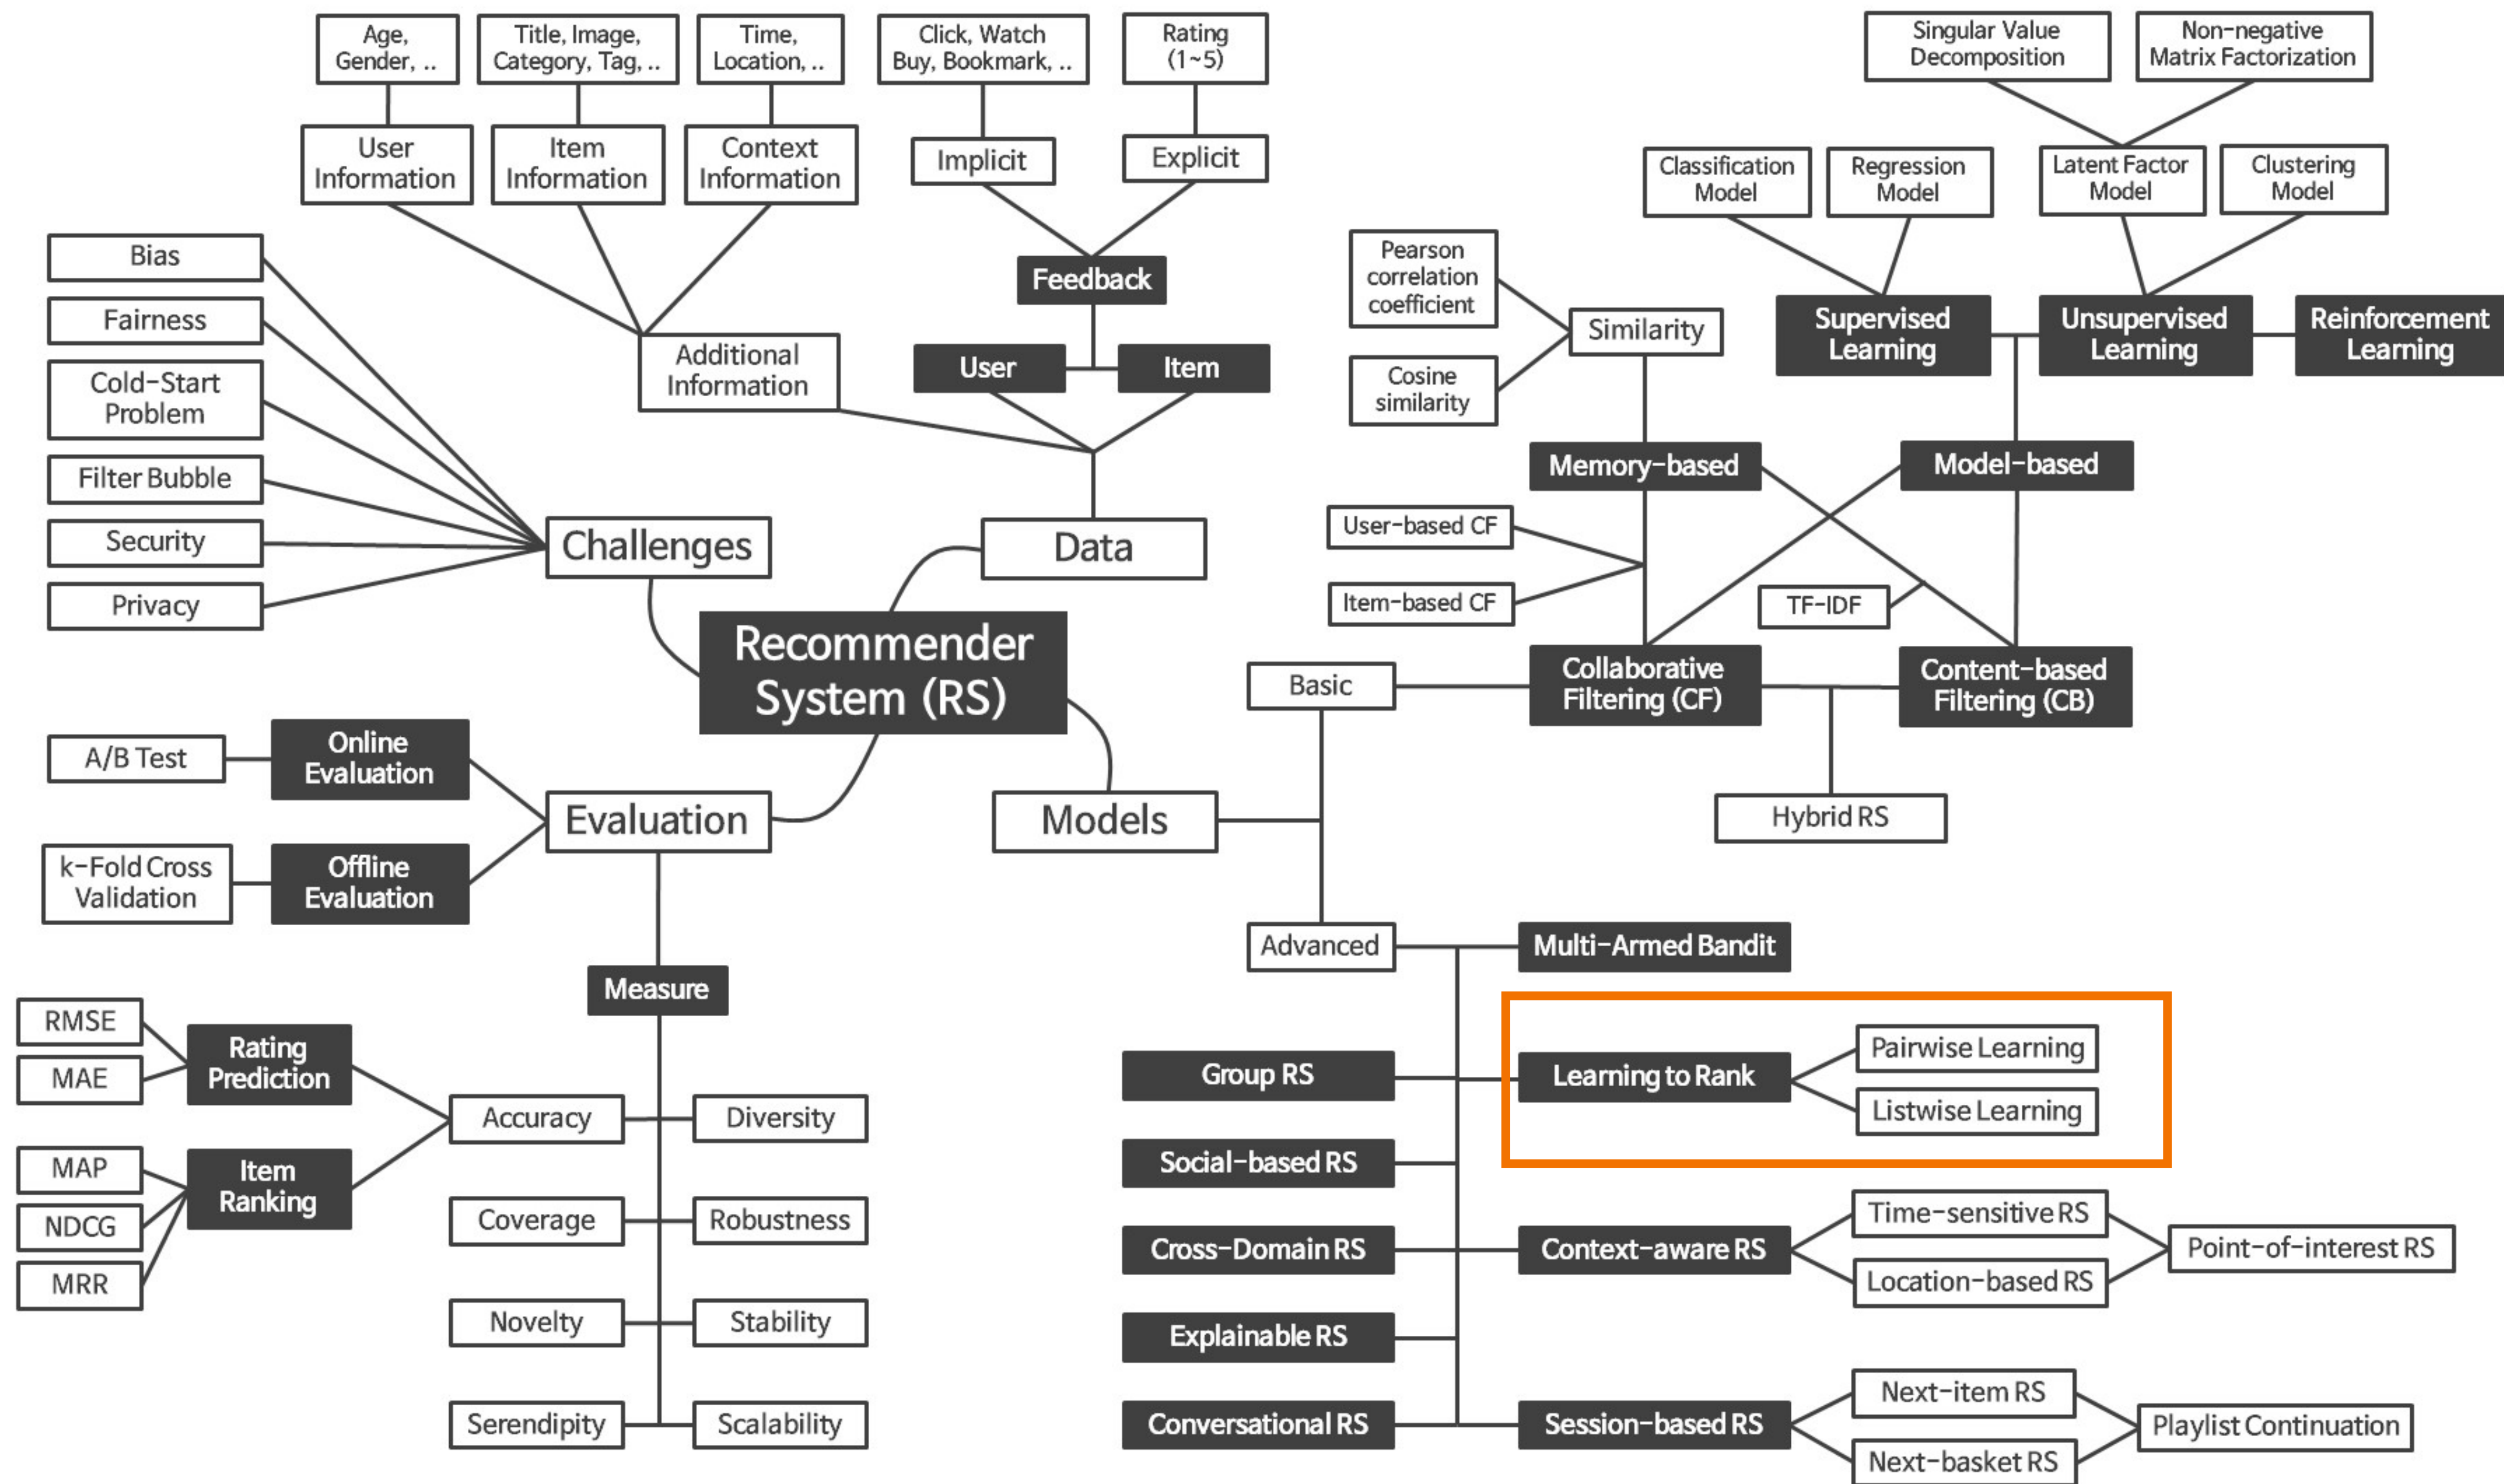 Age,
Gender, ..
Title, Image,
Category, Tag, ..
Time,
Location, ..
Click, Watch
Buy, Bookmark, ..
Rating
(1~5)
User
Information
Item
Information
Context
Information
Implicit
Explicit
Feedback
Additional
Information
User
Item
Data
Bias
Fairness
Cold-Start
Problem
Filter Bubble
Security
Privacy
Challenges
Recommender
System (RS)
Singular Value
Decomposition
Non-negative
Matrix Factorization
Classification
Model
Regression
Model
Latent Factor
Model
Clustering
Model
Pearson
correlation
coefficient
Cosine
similarity
Similarity
Supervised
Learning
Unsupervised
Learning
Reinforcement
Learning
Memory-based
Model-based
User-based CF
Item-based CF
TF-IDF
Basic
Collaborative
Filtering (CF)
Content-based
Filtering (CB)
Hybrid RS
Models
A/B Test
Online
Evaluation
k-Fold Cross
Validation
Offline
Evaluation
Evaluation
Measure
RMSE
MAE
Rating
Prediction
MAP
NDCG
MRR
Item
Ranking
Accuracy
Diversity
Coverage
Robustness
Novelty
Stability
Serendipity
Scalability
Advanced
Multi-Armed Bandit
Group RS
Learning to Rank
Pairwise Learning
Listwise Learning
Social-based RS
Cross-Domain RS
Context-aware RS
Time-sensitive RS
Location-based RS
Point-of-interest RS
Explainable RS
Conversational RS
Session-based RS
Next-item RS
Next-basket RS
Playlist Continuation